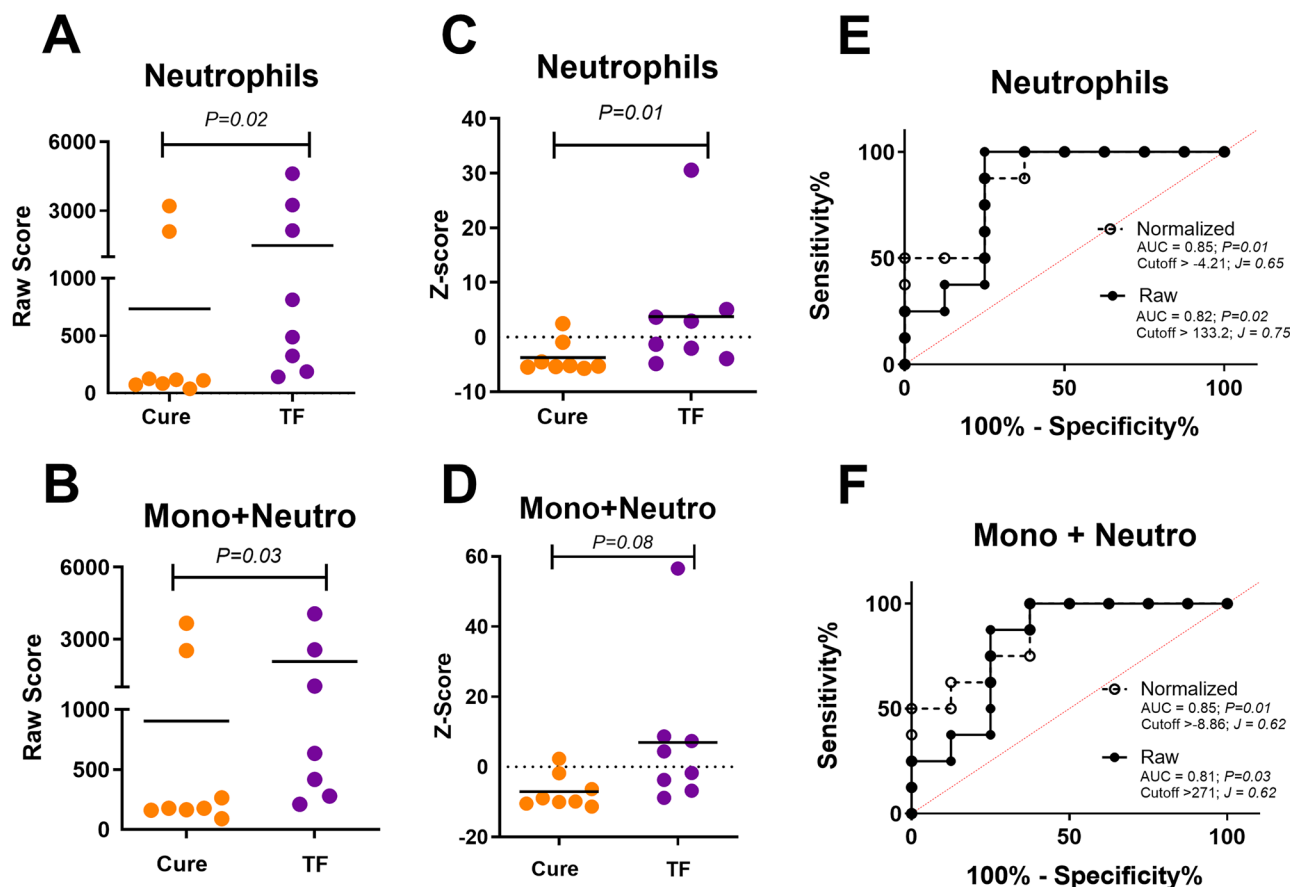 A
Neutrophils
P=0.02
Raw Score
6000
3000
1000
500
0
Cure
TF
C
Neutrophils
P=0.01
Z-score
40
30
20
10
0
-10
Cure
TF
E
Neutrophils
Sensitivity%
100
50
0
Normalized
AUC = 0.85; P=0.01
Cutoff > -4.21; J= 0.65
Raw
AUC = 0.82; P=0.02
Cutoff > 133.2; J = 0.75
0
50
100
100% - Specificity%
B
Mono+Neutro
P=0.03
Raw Score
6000
3000
1000
500
0
Cure
TF
D
Mono+Neutro
P=0.08
Z-Score
60
40
20
0
-20
Cure
TF
F
Mono + Neutro
Sensitivity%
100
50
0
Normalized
AUC = 0.85; P=0.01
Cutoff >-8.86; J = 0.62
Raw
AUC = 0.81; P=0.03
Cutoff >271; J = 0.62
0
50
100
100% - Specificity%